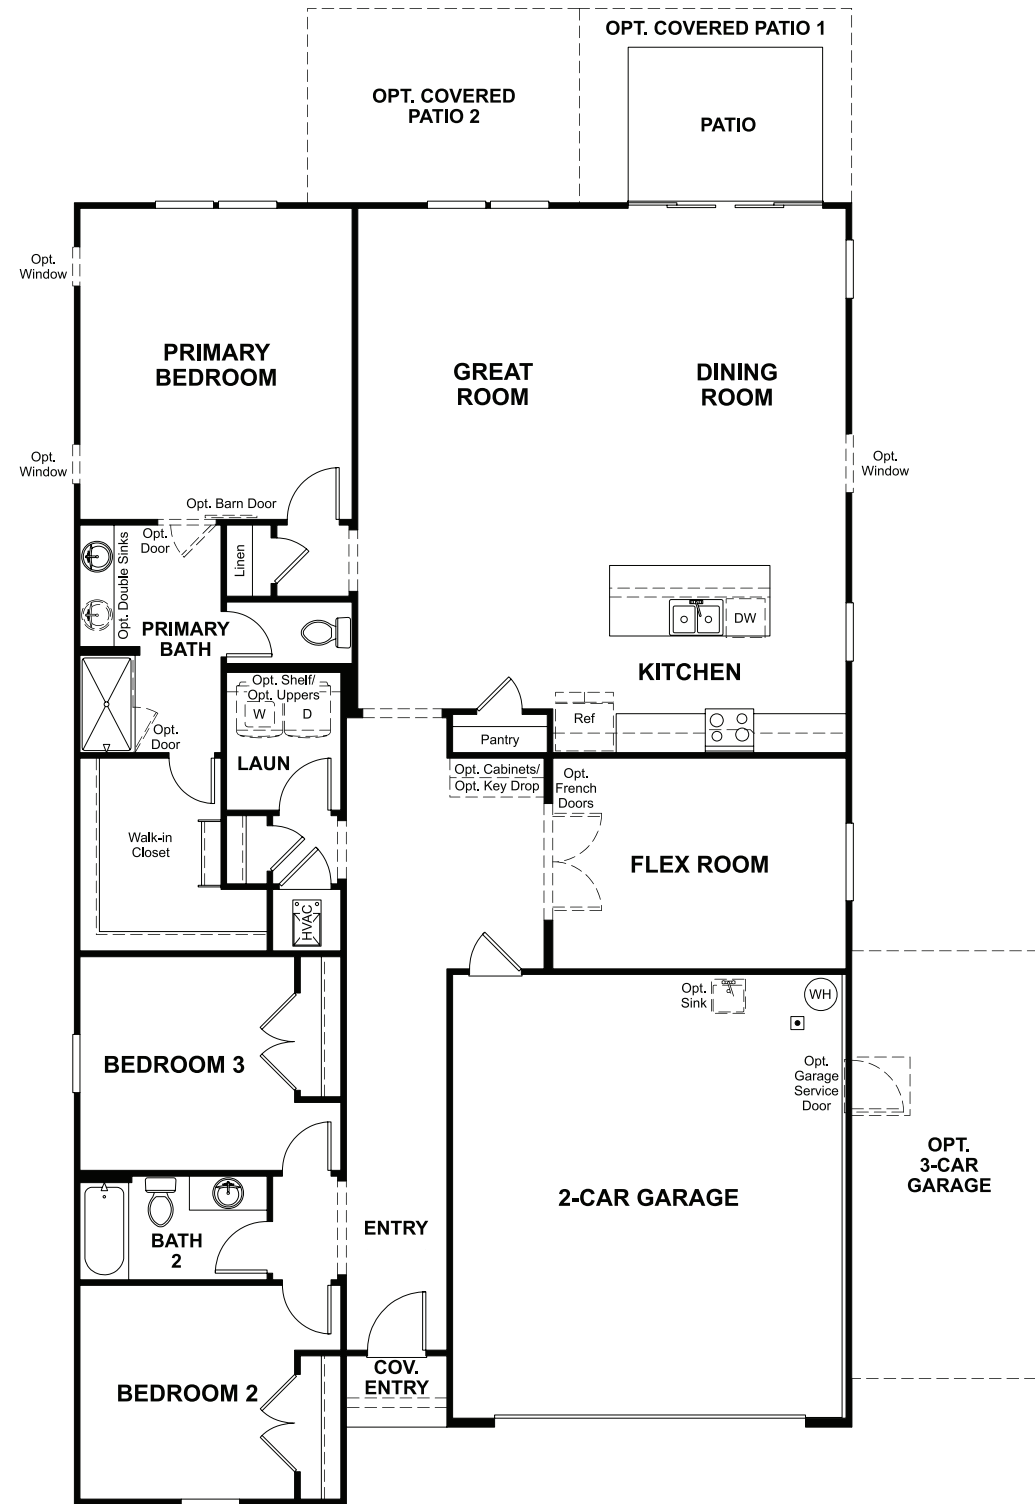 OPT. COVERED PATIO 1
OPT. COVERED
PATIO 2
PATIO
Opt.
Window
PRIMARY
BEDROOM
GREAT
ROOM
DINING
ROOM
Opt.
Window
Opt.
Window
Opt. Barn Door
Opt.
Door
Opt. Double Sinks
Linen
PRIMARY
BATH
DW
KITCHEN
Opt. Shelf/
Opt. Uppers
W
D
Opt.
Door
Ref
Pantry
LAUN
Opt. Cabinets/
Opt. Key Drop
Opt.
French
Doors
Walk-in
Closet
FLEX ROOM
HVAC
Opt.
Sink
WH
BEDROOM 3
Opt.
Garage
Service
Door
OPT.
3-CAR
GARAGE
2-CAR GARAGE
BATH
2
ENTRY
COV.
ENTRY
BEDROOM 2